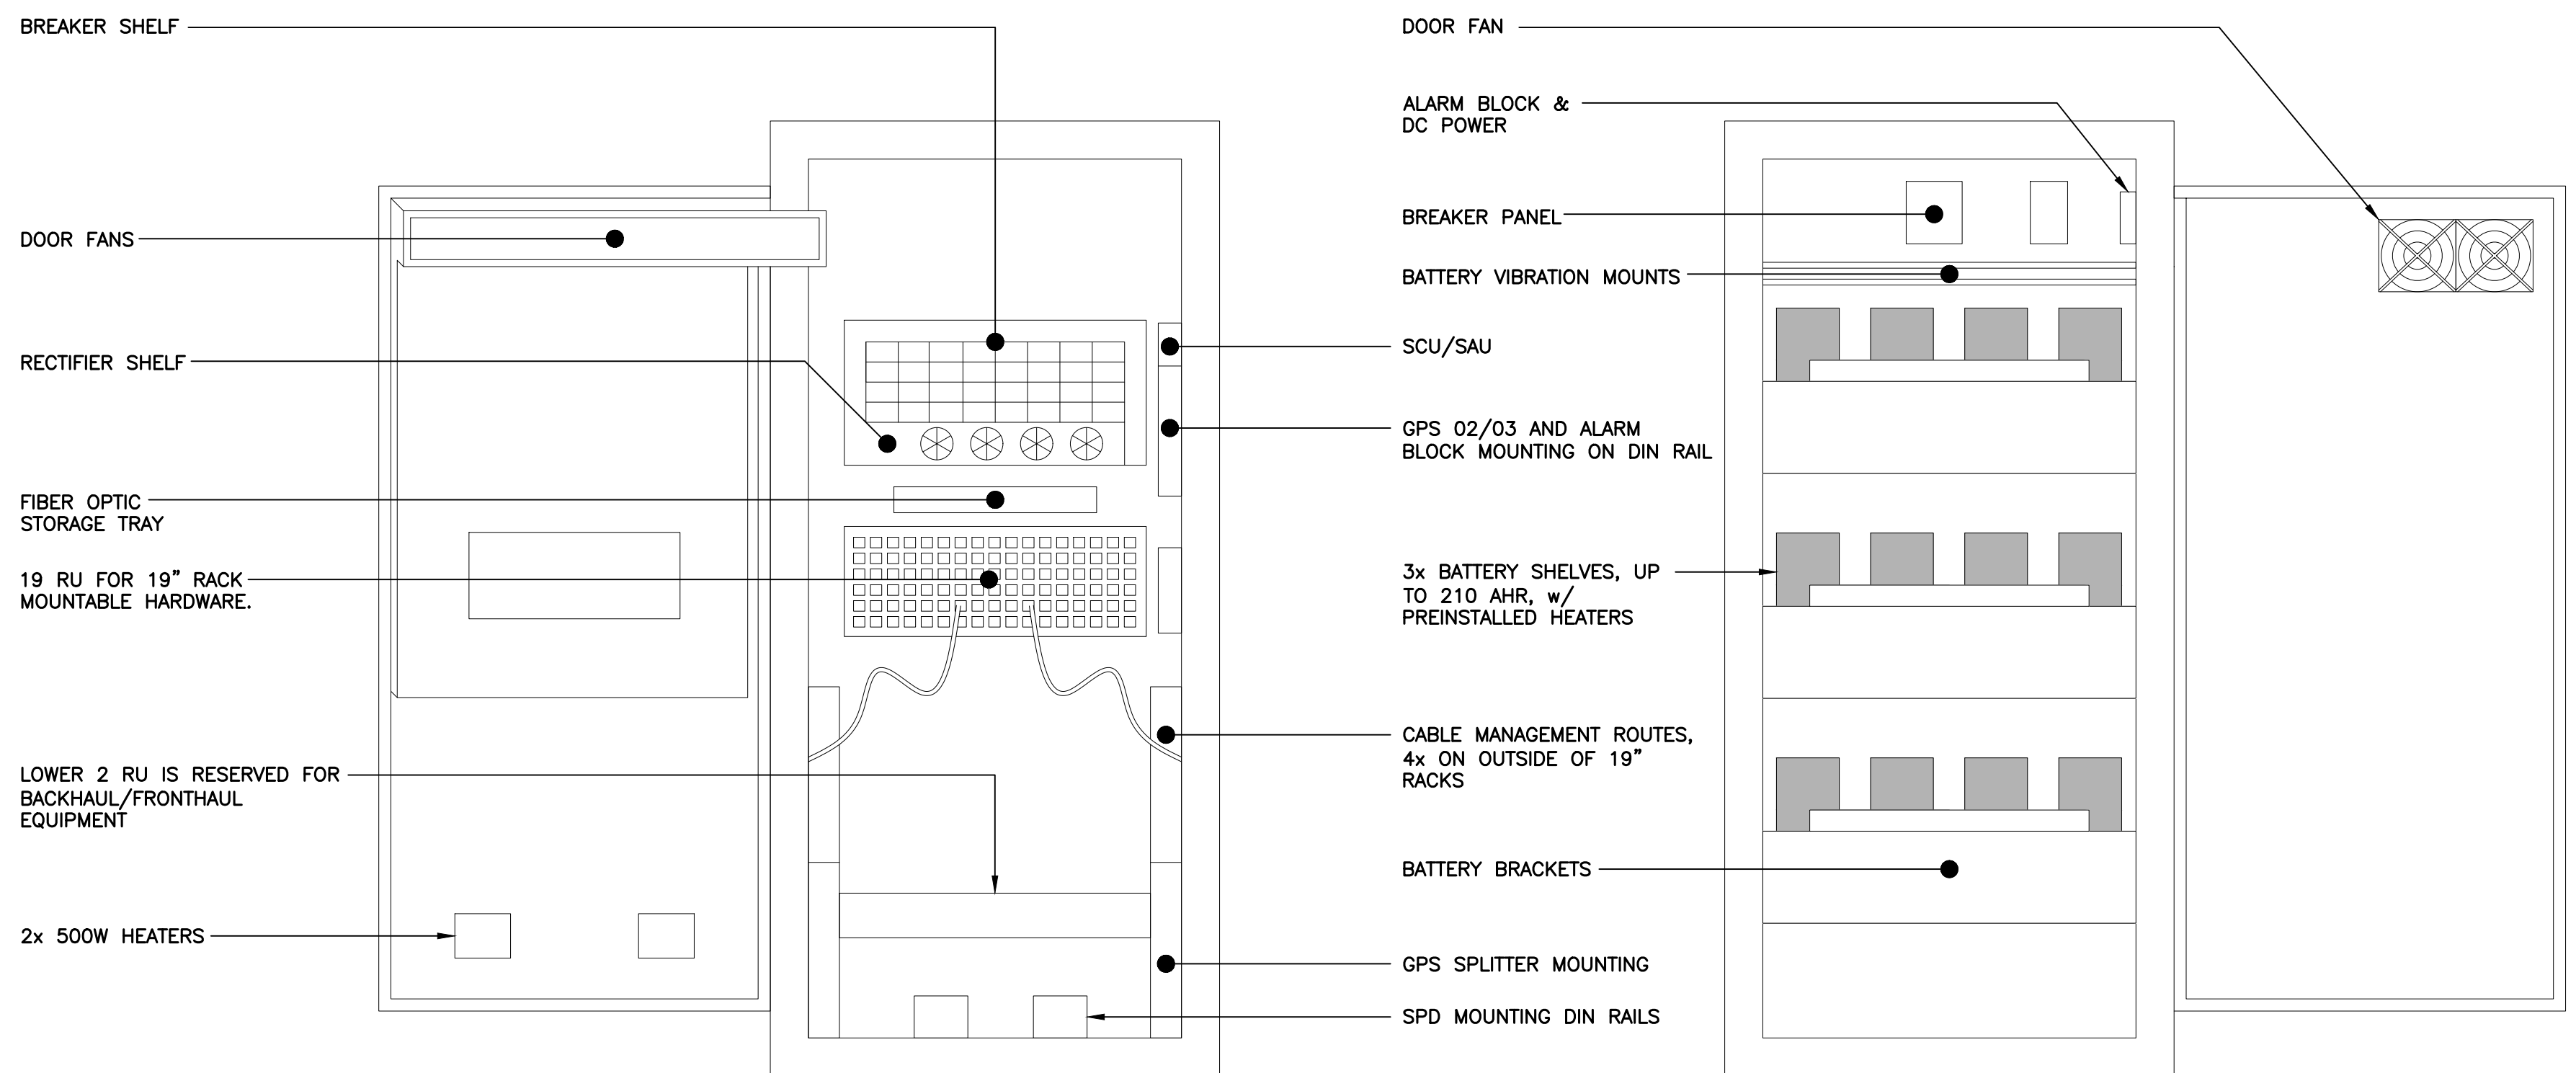 BREAKER SHELF
DOOR FANS
RECTIFIER SHELF
FIBER OPTIC
STORAGE TRAY
19 RU FOR 19" RACK
MOUNTABLE HARDWARE.
LOWER 2 RU IS RESERVED FOR
BACKHAUL/FRONTHAUL
EQUIPMENT
2x 500W HEATERS
DOOR FAN
ALARM BLOCK &
DC POWER
BREAKER PANEL
BATTERY VIBRATION MOUNTS
SCU/SAU
GPS 02/03 AND ALARM
BLOCK MOUNTING ON DIN RAIL
3x BATTERY SHELVES, UP
TO 210 AHR, w/
PREINSTALLED HEATERS
CABLE MANAGEMENT ROUTES,
4x ON OUTSIDE OF 19"
RACKS
BATTERY BRACKETS
GPS SPLITTER MOUNTING
SPD MOUNTING DIN RAILS